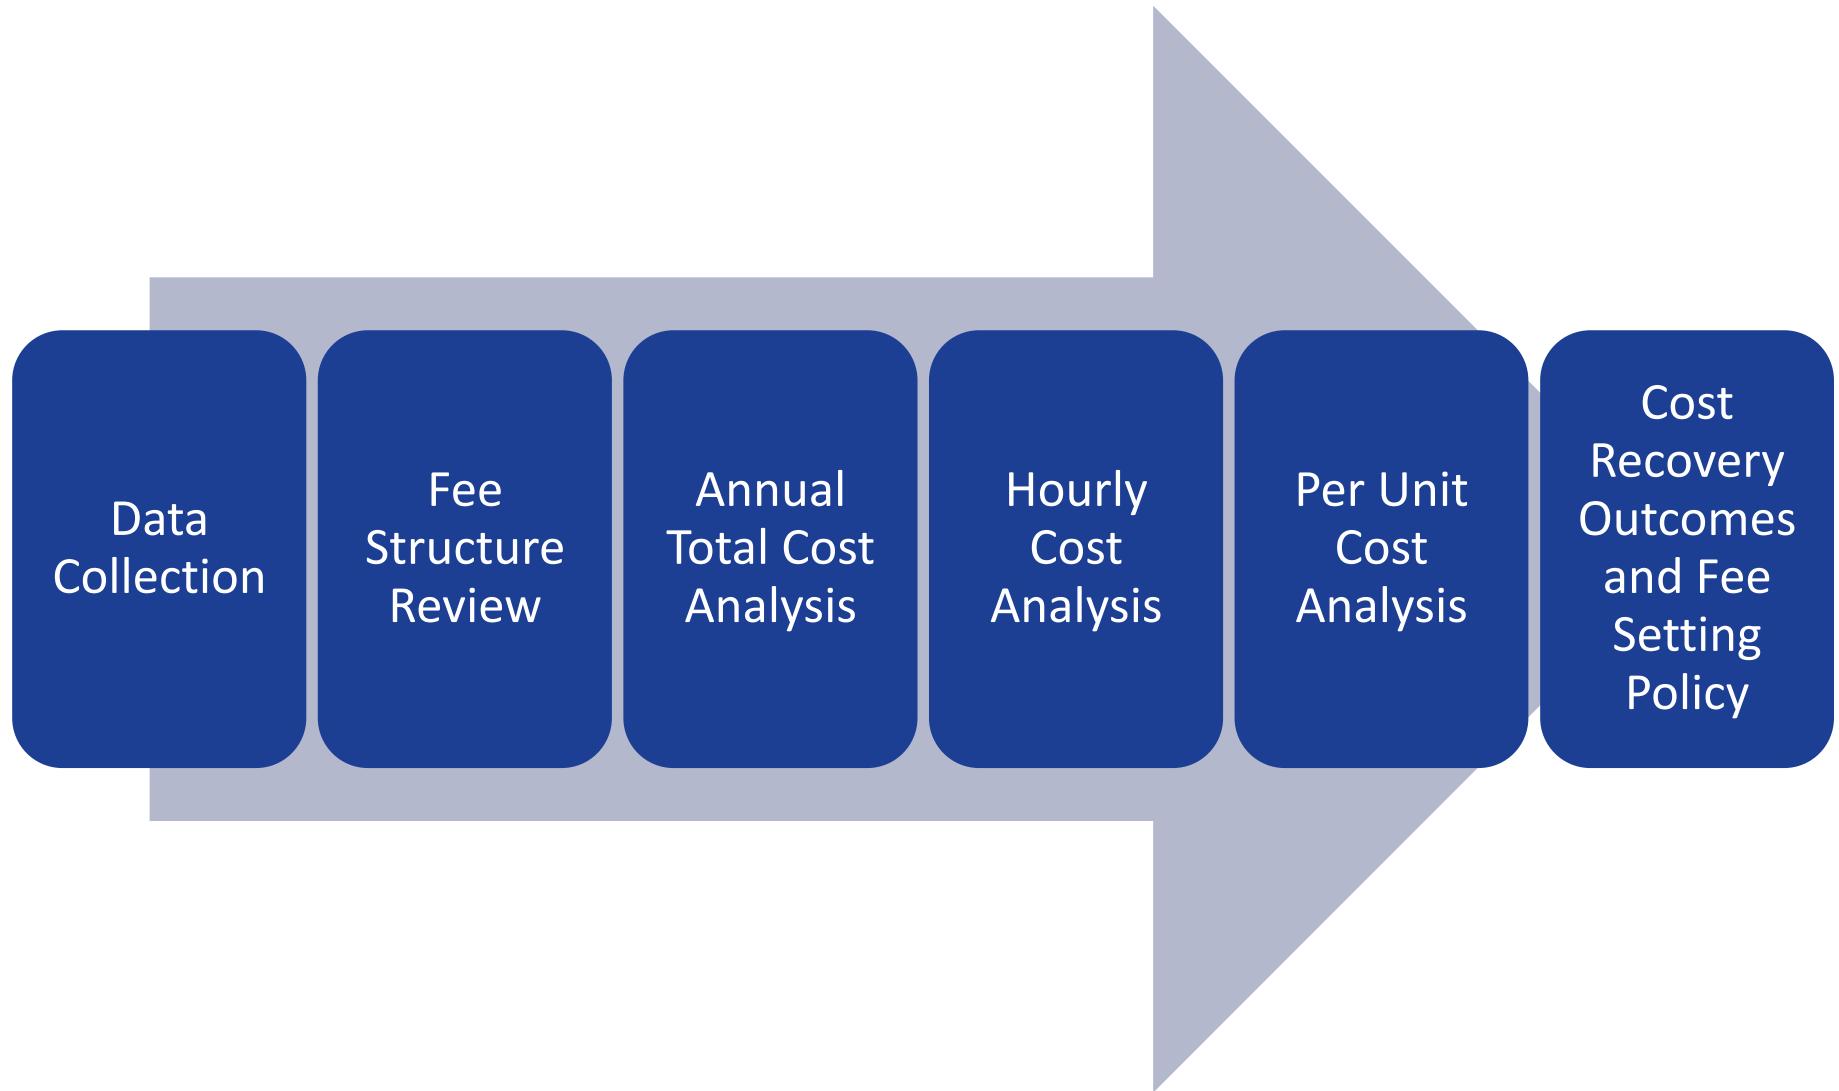 Data
Collection
Fee
Structure
Review
Annual
Total Cost
Analysis
Hourly
Cost
Analysis
Per Unit
Cost
Analysis
Cost
Recovery
Outcomes
and Fee
Setting
Policy